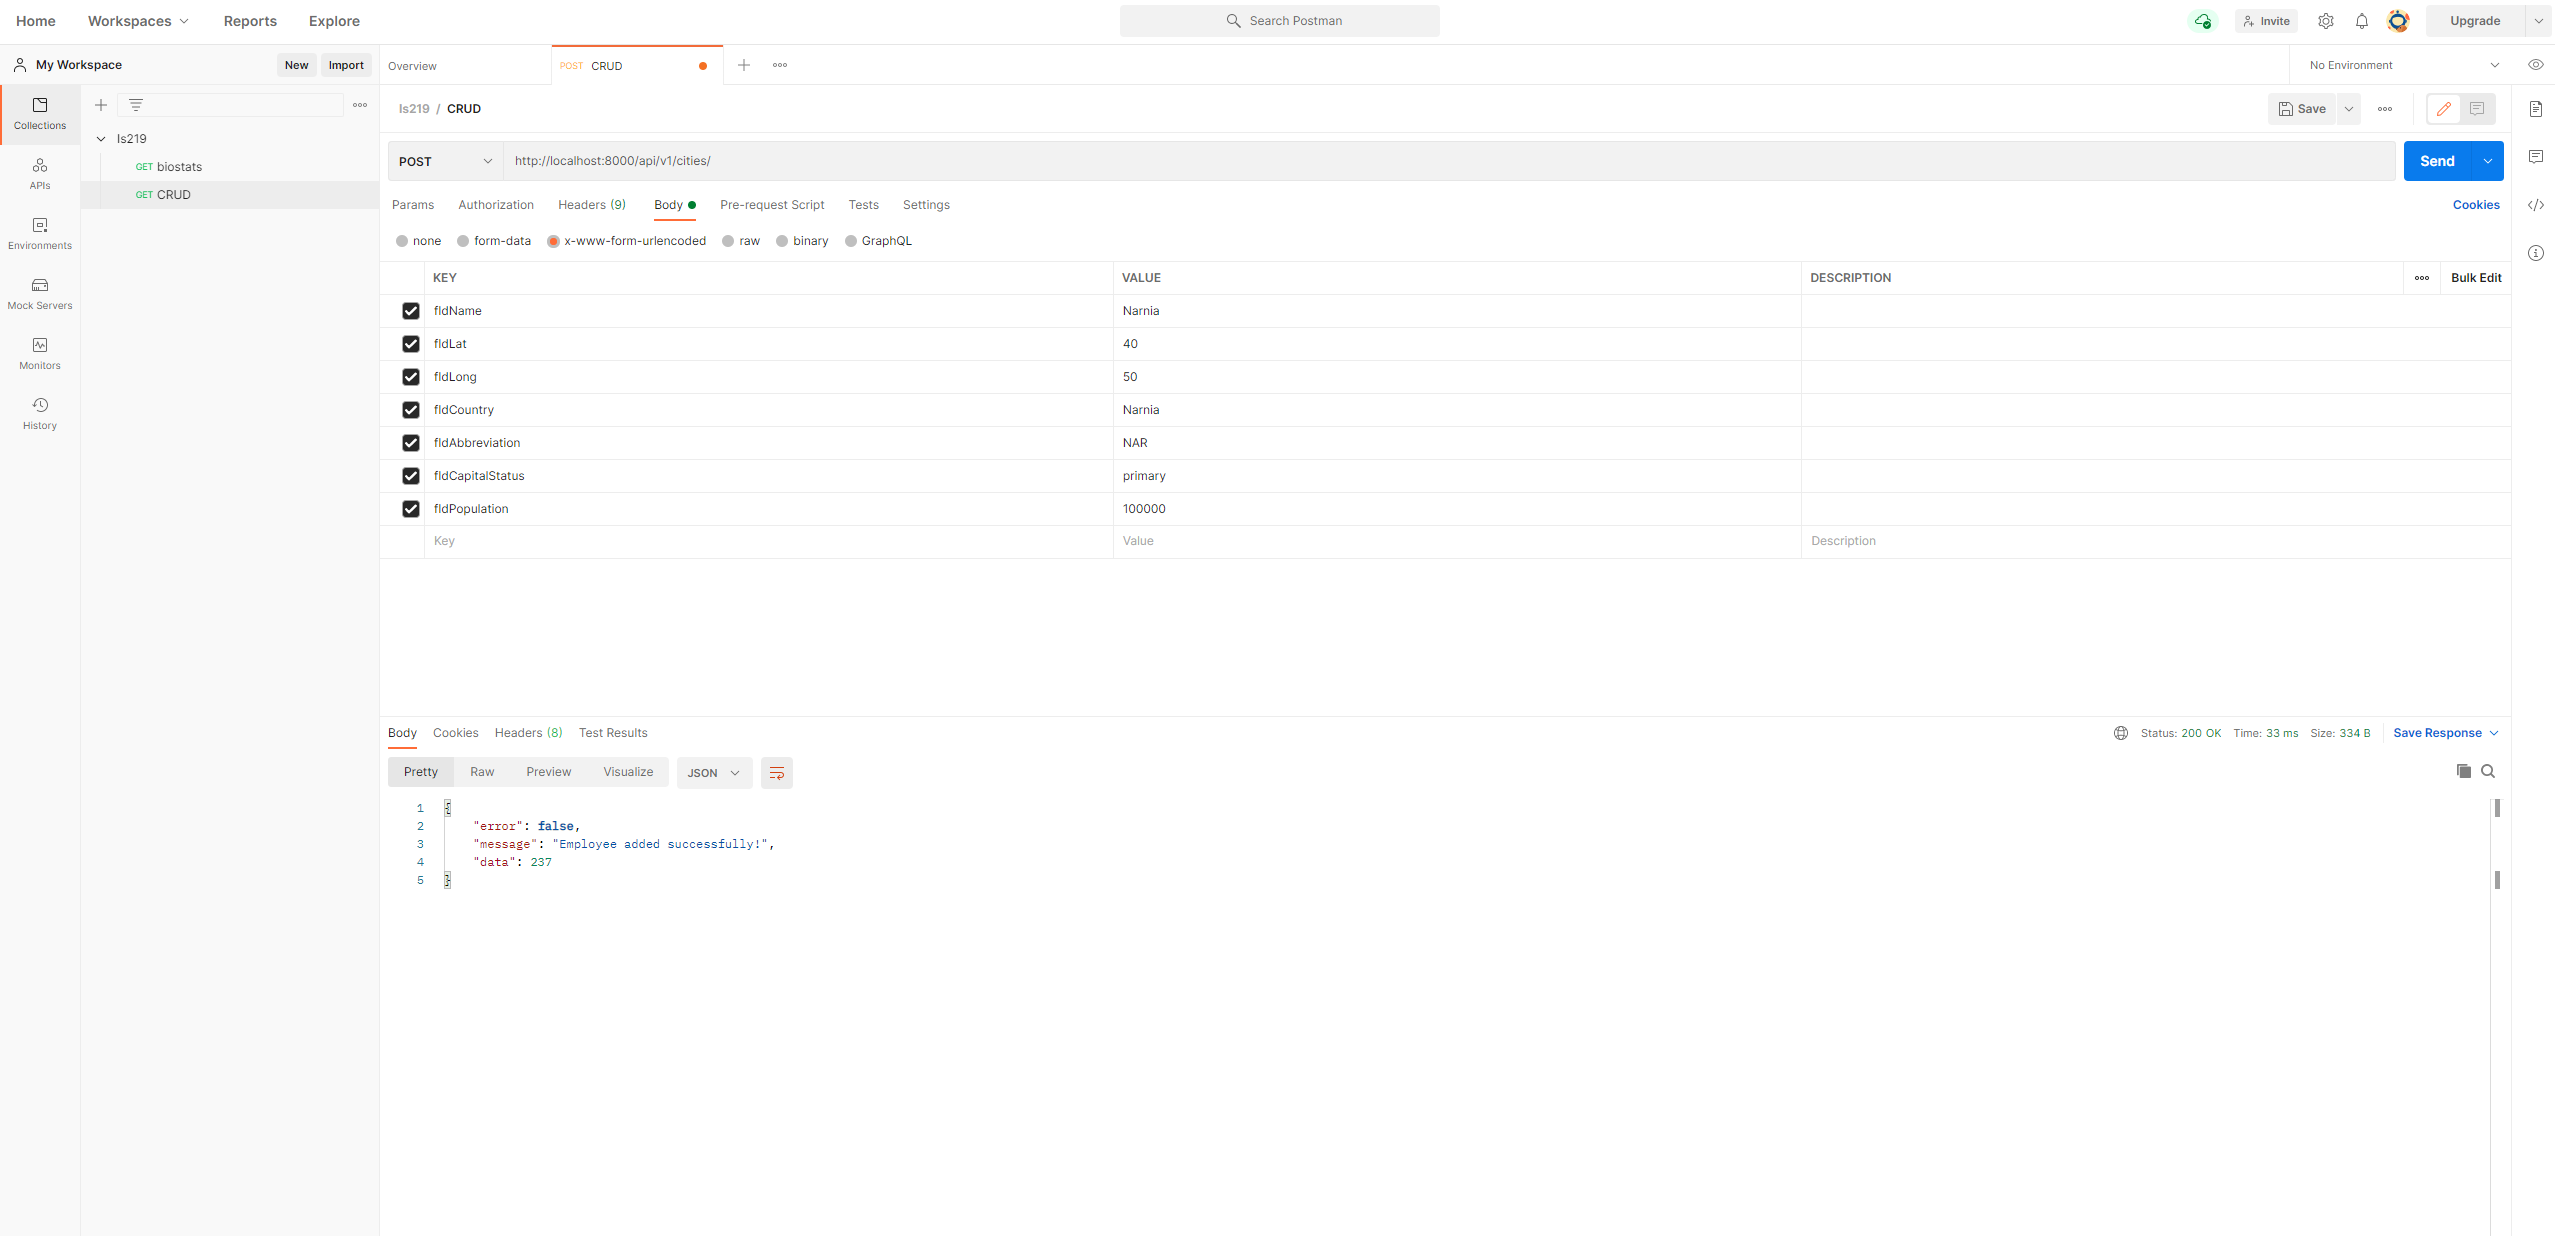 Home Workspaces Reports Explore Search Postman Invite Upgrade
My Workspace New Import Overview POST CRUD No Environment
Collections
APIs
Environments
Mock Servers
Monitors
History
Is219
GET biostats
GET CRUD
Is219 / CRUD Save
POST http://localhost:8000/api/v1/cities/ Send
Params Authorization Headers (9) Body Pre-request Script Tests Settings Cookies
none form-data x-www-form-urlencoded raw binary GraphQL
KEY VALUE DESCRIPTION Bulk Edit
fldName Narnia
fldLat 40
fldLong 50
fldCountry Narnia
fldAbbreviation NAR
fldCapitalStatus primary
fldPopulation 100000
Key Value Description
Body Cookies Headers (8) Test Results Status: 200 OK Time: 33 ms Size: 334 B Save Response
Pretty Raw Preview Visualize JSON
1 {
2 "error": false,
3 "message": "Employee added successfully!",
4 "data": 237
5 }